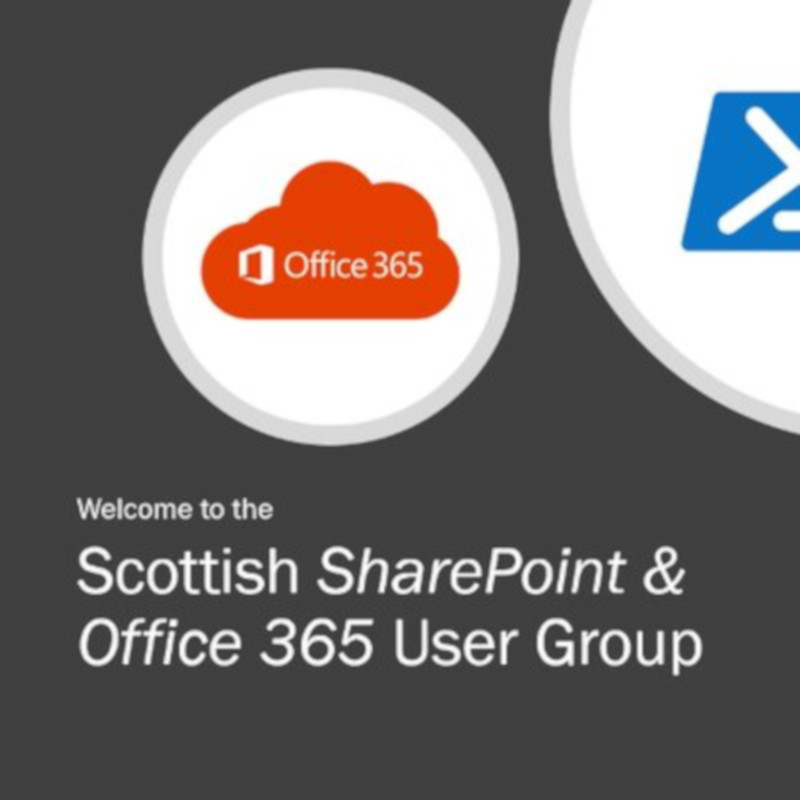 Office 365
Welcome to the
Scottish SharePoint &
Office 365 User Group